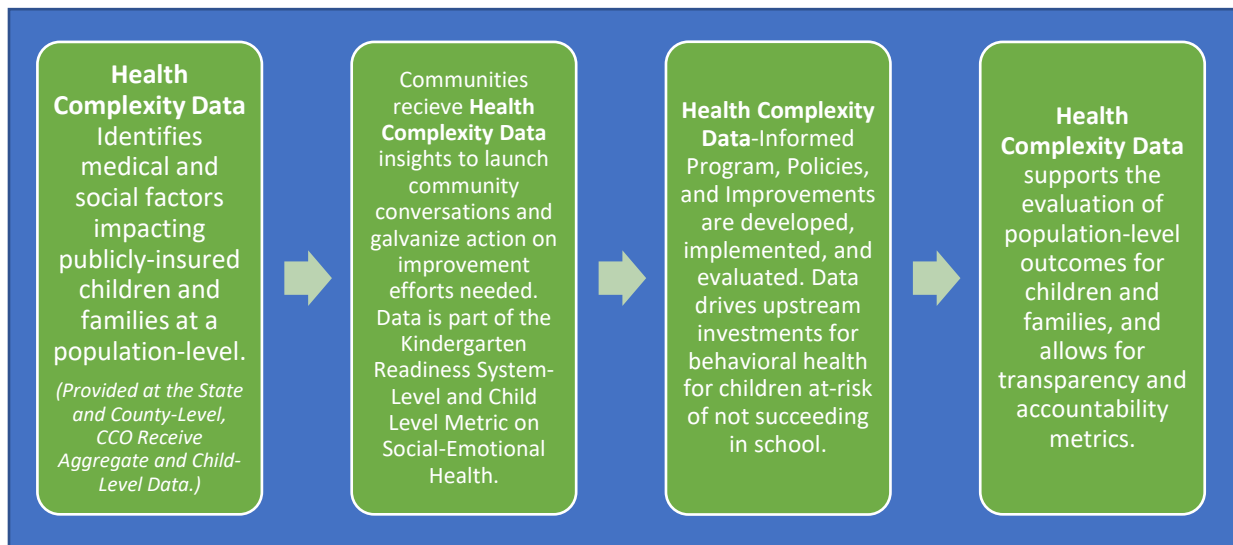 Health
Complexity Data
Identifies
medical and
social factors
impacting
publicly-insured
children and
families at a
population-level.
(Provided at the State
and County-Level,
CCO Receive
Aggregate and Child-
Level Data.)
Communities
recieve Health
Complexity Data
insights to launch
community
conversations and
galvanize action on
improvement
efforts needed.
Data is part of the
Kindergarten
Readiness System-
Level and Child
Level Metric on
Social-Emotional
Health.
Health Complexity
Data-Informed
Program, Policies,
and Improvements
are developed,
implemented, and
evaluated. Data
drives upstream
investments for
behavioral health
for children at-risk
of not succeeding
in school.
Health
Complexity Data
supports the
evaluation of
population-level
outcomes for
children and
families, and
allows for
transparency and
accountability
metrics.